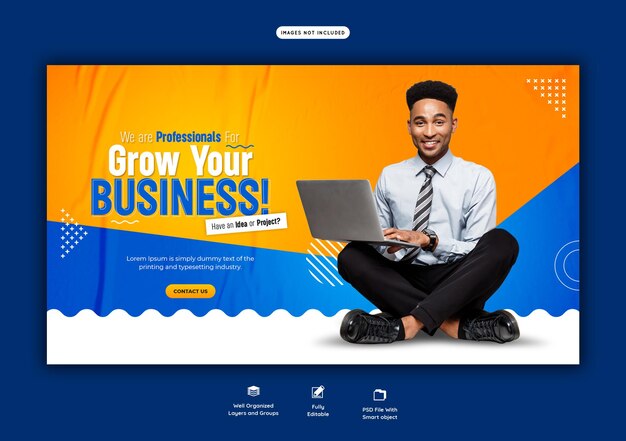 IMAGES NOT INCLUDED
We are Professionals For
Grow Your
BUSINESS!
Have an Idea or Project?
Lorem Ipsum is simply dummy text of the
printing and typesetting industry.
CONTACT US
Well Organized
Layers and Groups
Fully
Editable
PSD File With
Smart object